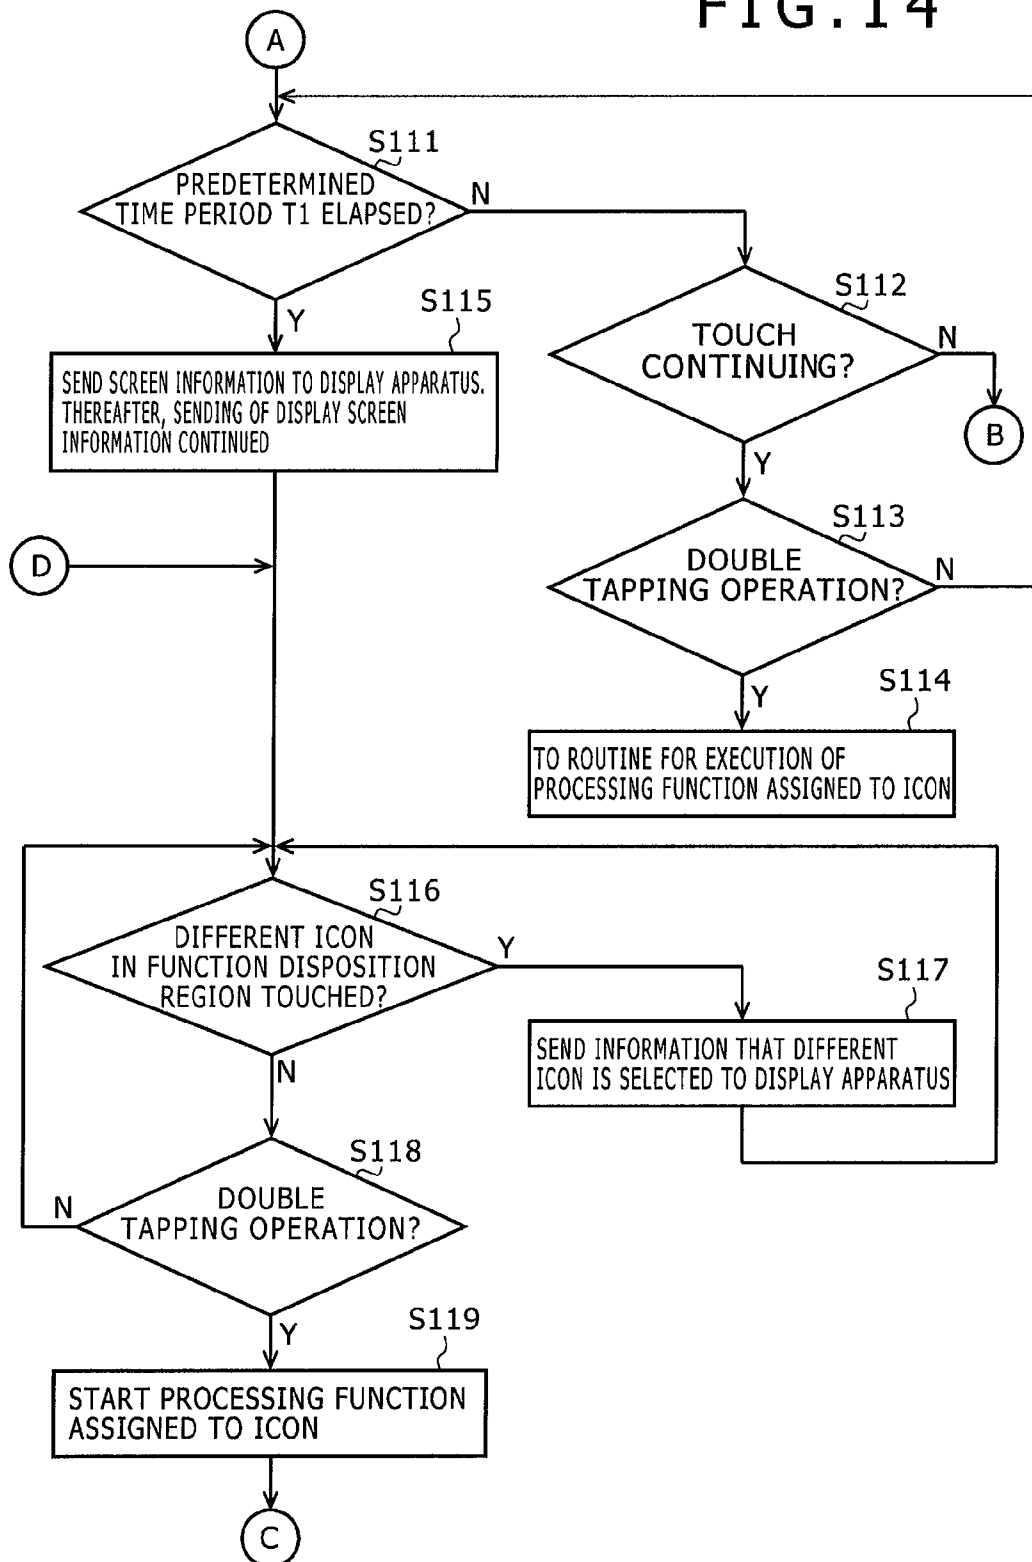 FIG.14
A
S111
PREDETERMINED
TIME PERIOD T1 ELAPSED?
N
Y
S112
TOUCH
CONTINUING?
N
B
Y
S115
SEND SCREEN INFORMATION TO DISPLAY APPARATUS.
THEREAFTER, SENDING OF DISPLAY SCREEN
INFORMATION CONTINUED
S113
DOUBLE
TAPPING OPERATION?
N
Y
D
S114
TO ROUTINE FOR EXECUTION OF
PROCESSING FUNCTION ASSIGNED TO ICON
S116
DIFFERENT ICON
IN FUNCTION DISPOSITION
REGION TOUCHED?
Y
N
S117
SEND INFORMATION THAT DIFFERENT
ICON IS SELECTED TO DISPLAY APPARATUS
S118
DOUBLE
TAPPING OPERATION?
N
Y
S119
START PROCESSING FUNCTION
ASSIGNED TO ICON
C